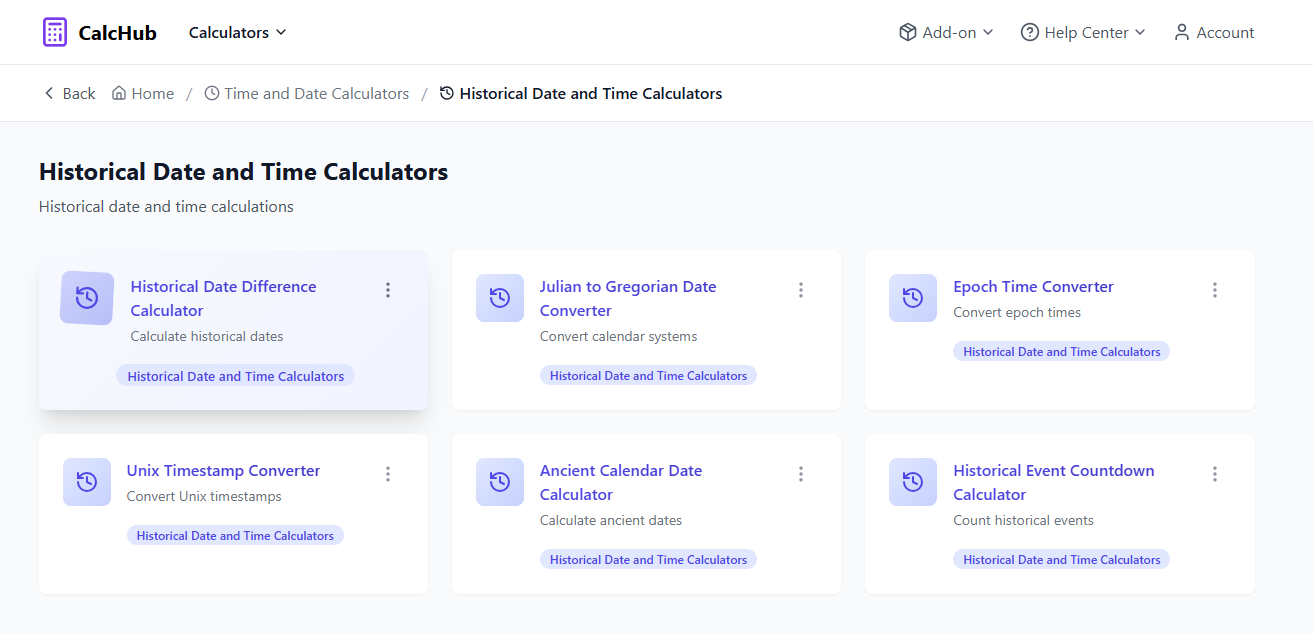 CalcHub Calculators Add-on Help Center Account
Back Home / Time and Date Calculators / Historical Date and Time Calculators
Historical Date and Time Calculators
Historical date and time calculations
Historical Date Difference
Calculator
Calculate historical dates
Historical Date and Time Calculators
Julian to Gregorian Date
Converter
Convert calendar systems
Historical Date and Time Calculators
Epoch Time Converter
Convert epoch times
Historical Date and Time Calculators
Unix Timestamp Converter
Convert Unix timestamps
Historical Date and Time Calculators
Ancient Calendar Date
Calculator
Calculate ancient dates
Historical Date and Time Calculators
Historical Event Countdown
Calculator
Count historical events
Historical Date and Time Calculators